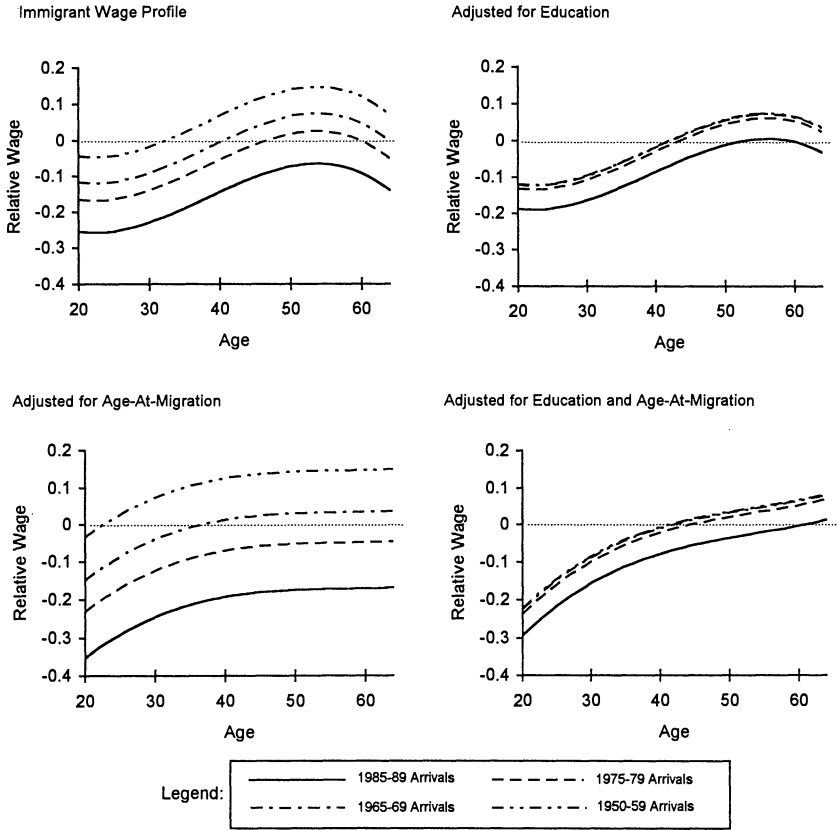 Immigrant Wage Profile
Adjusted for Education
Relative Wage
0.2
0.1
0
-0.1
-0.2
-0.3
-0.4
20 30 40 50 60
Age
Relative Wage
0.2
0.1
0
-0.1
-0.2
-0.3
-0.4
20 30 40 50 60
Age
Adjusted for Age-At-Migration
Adjusted for Education and Age-At-Migration
Relative Wage
0.2
0.1
0
-0.1
-0.2
-0.3
-0.4
20 30 40 50 60
Age
Relative Wage
0.2
0.1
0
-0.1
-0.2
-0.3
-0.4
20 30 40 50 60
Age
Legend:
1985-89 Arrivals
1975-79 Arrivals
1965-69 Arrivals
1950-59 Arrivals